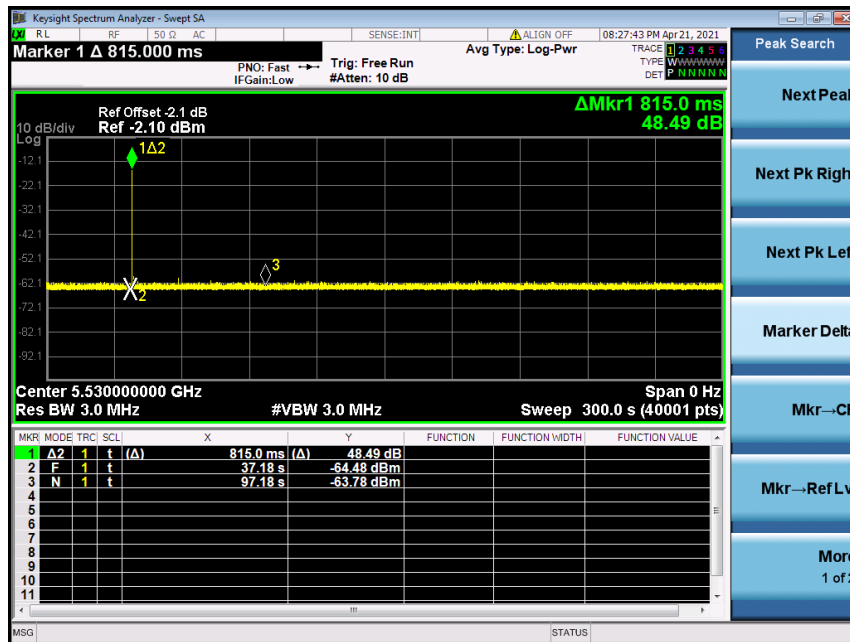 Keysight Spectrum Analyzer - Swept SA
LXI RL RF 50 Ω AC SENSE:INT ALIGN OFF 08:27:43 PM Apr 21, 2021
Marker 1 Δ 815.000 ms
PNO: Fast
IFGain:Low
Trig: Free Run
#Atten: 10 dB
Avg Type: Log-Pwr
TRACE 1 2 3 4 5 6
TYPE WWWWWW
DET P N N N N N
Ref Offset -2.1 dB
10 dB/div Ref -2.10 dBm
Log
ΔMkr1 815.0 ms
48.49 dB
1Δ2
-12.1
-22.1
-32.1
-42.1
-52.1
3
-62.1
2
-72.1
-82.1
-92.1
Center 5.530000000 GHz Span 0 Hz
Res BW 3.0 MHz #VBW 3.0 MHz Sweep 300.0 s (40001 pts)
MKR MODE TRC SCL X Y FUNCTION FUNCTION WIDTH FUNCTION VALUE
1 Δ2 1 t (Δ) 815.0 ms (Δ) 48.49 dB
2 F 1 t 37.18 s -64.48 dBm
3 N 1 t 97.18 s -63.78 dBm
4
5
6
7
8
9
10
11
MSG STATUS
Peak Search
Next Peal
Next Pk Righ
Next Pk Lef
Marker Delta
Mkr→CF
Mkr→Ref Lv
More
1 of 2